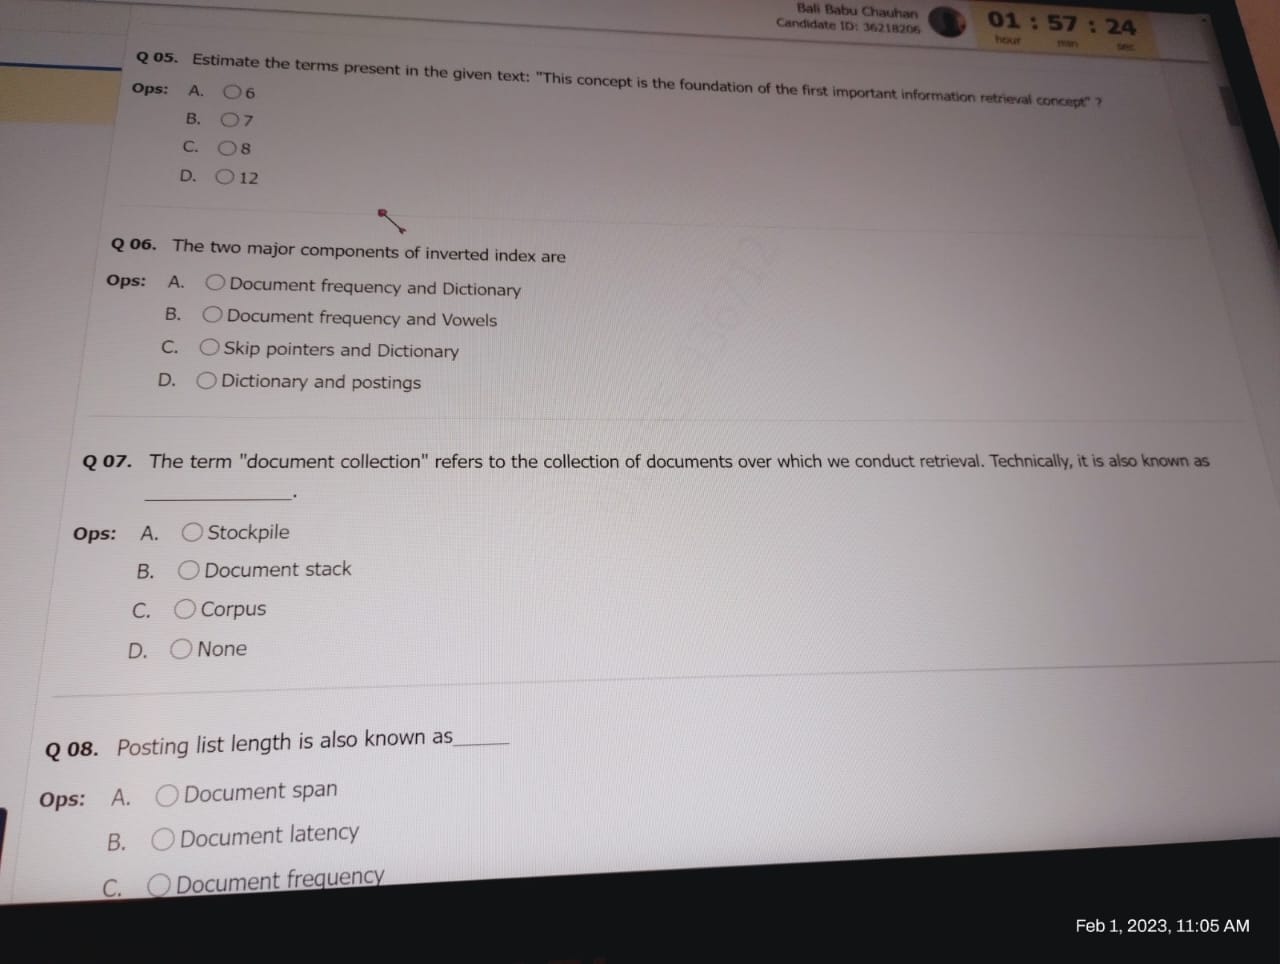 Bali Babu Chauhan
Candidate ID: 36218206
01 : 57 : 24
hour min sec
Q 05. Estimate the terms present in the given text: "This concept is the foundation of the first important information retrieval concept" ?
Ops: A. 6
B. 7
C. 8
D. 12
Q 06. The two major components of inverted index are
Ops: A. Document frequency and Dictionary
B. Document frequency and Vowels
C. Skip pointers and Dictionary
D. Dictionary and postings
Q 07. The term "document collection" refers to the collection of documents over which we conduct retrieval. Technically, it is also known as
____________.
Ops: A. Stockpile
B. Document stack
C. Corpus
D. None
Q 08. Posting list length is also known as_____
Ops: A. Document span
B. Document latency
C. Document frequency
Feb 1, 2023, 11:05 AM